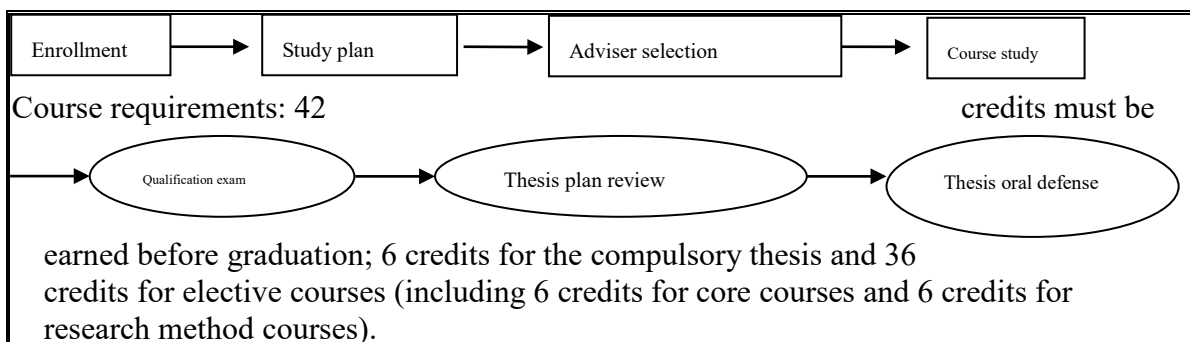 Enrollment Study plan Adviser selection Course study
Course requirements: 42 credits must be
Qualification exam Thesis plan review Thesis oral defense
earned before graduation; 6 credits for the compulsory thesis and 36
credits for elective courses (including 6 credits for core courses and 6 credits for
research method courses).